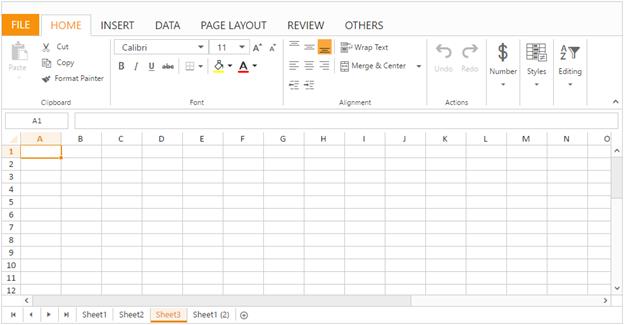 FILE HOME INSERT DATA PAGE LAYOUT REVIEW OTHERS
Paste Cut Copy Format Painter
Clipboard
Calibri 11 A A
B I U abc A
Font
Wrap Text
Merge & Center
Alignment
Undo Redo
Actions
$ Number
Styles
A Z Editing
A1
A B C D E F G H I J K L M N O
1
2
3
4
5
6
7
8
9
10
11
12
Sheet1 Sheet2 Sheet3 Sheet1 (2)